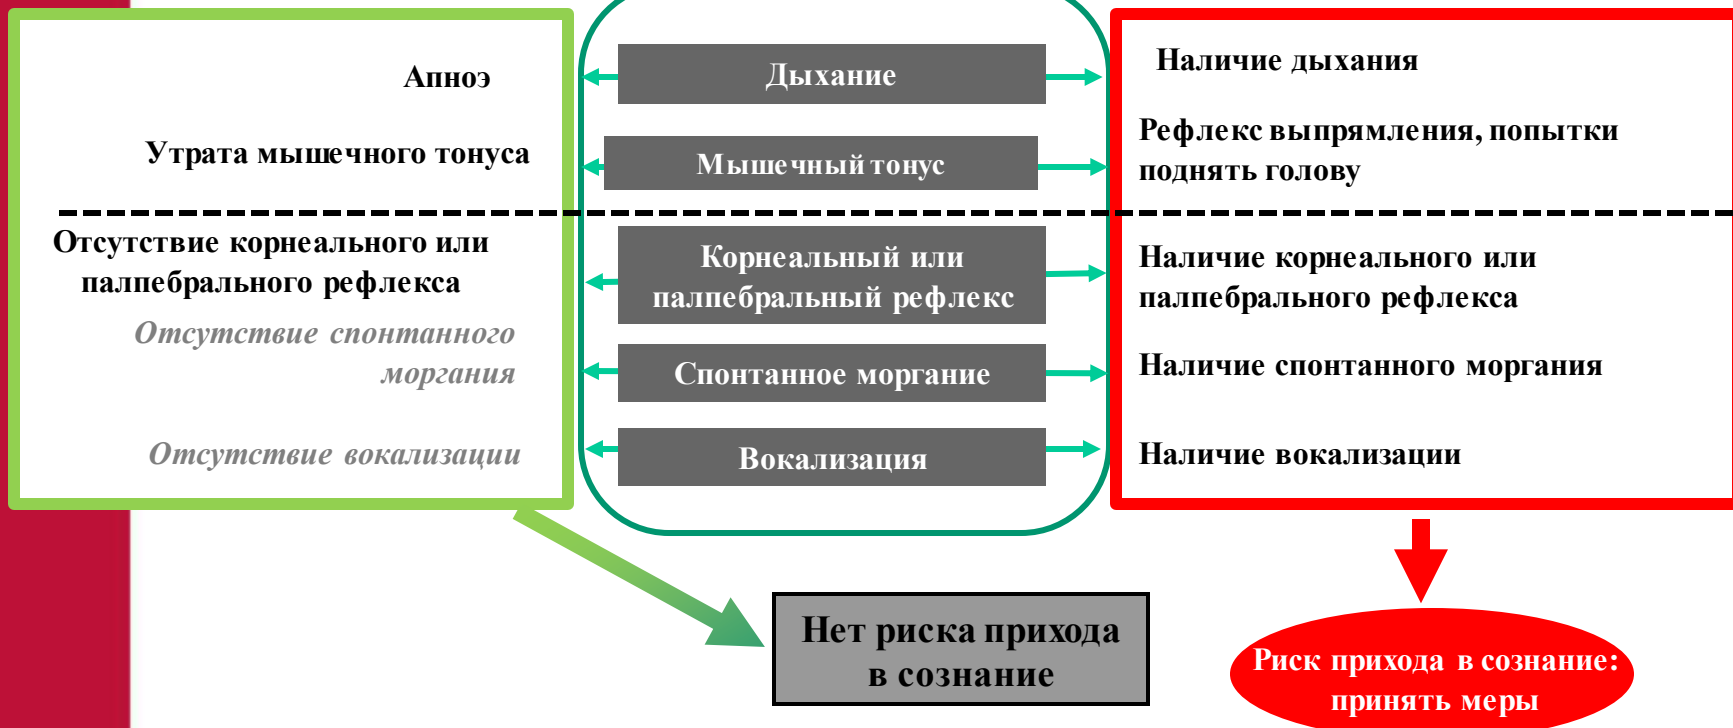 Апноэ
Дыхание
Наличие дыхания
Утрата мышечного тонуса
Мышечный тонус
Рефлекс выпрямления, попытки
поднять голову
Отсутствие корнеального или
палпебрального рефлекса
Корнеальный или
палпебральный рефлекс
Наличие корнеального или
палпебрального рефлекса
Отсутствие спонтанного
моргания
Спонтанное моргание
Наличие спонтанного моргания
Отсутствие вокализации
Вокализация
Наличие вокализации
Нет риска прихода
в сознание
Риск прихода в сознание:
принять меры